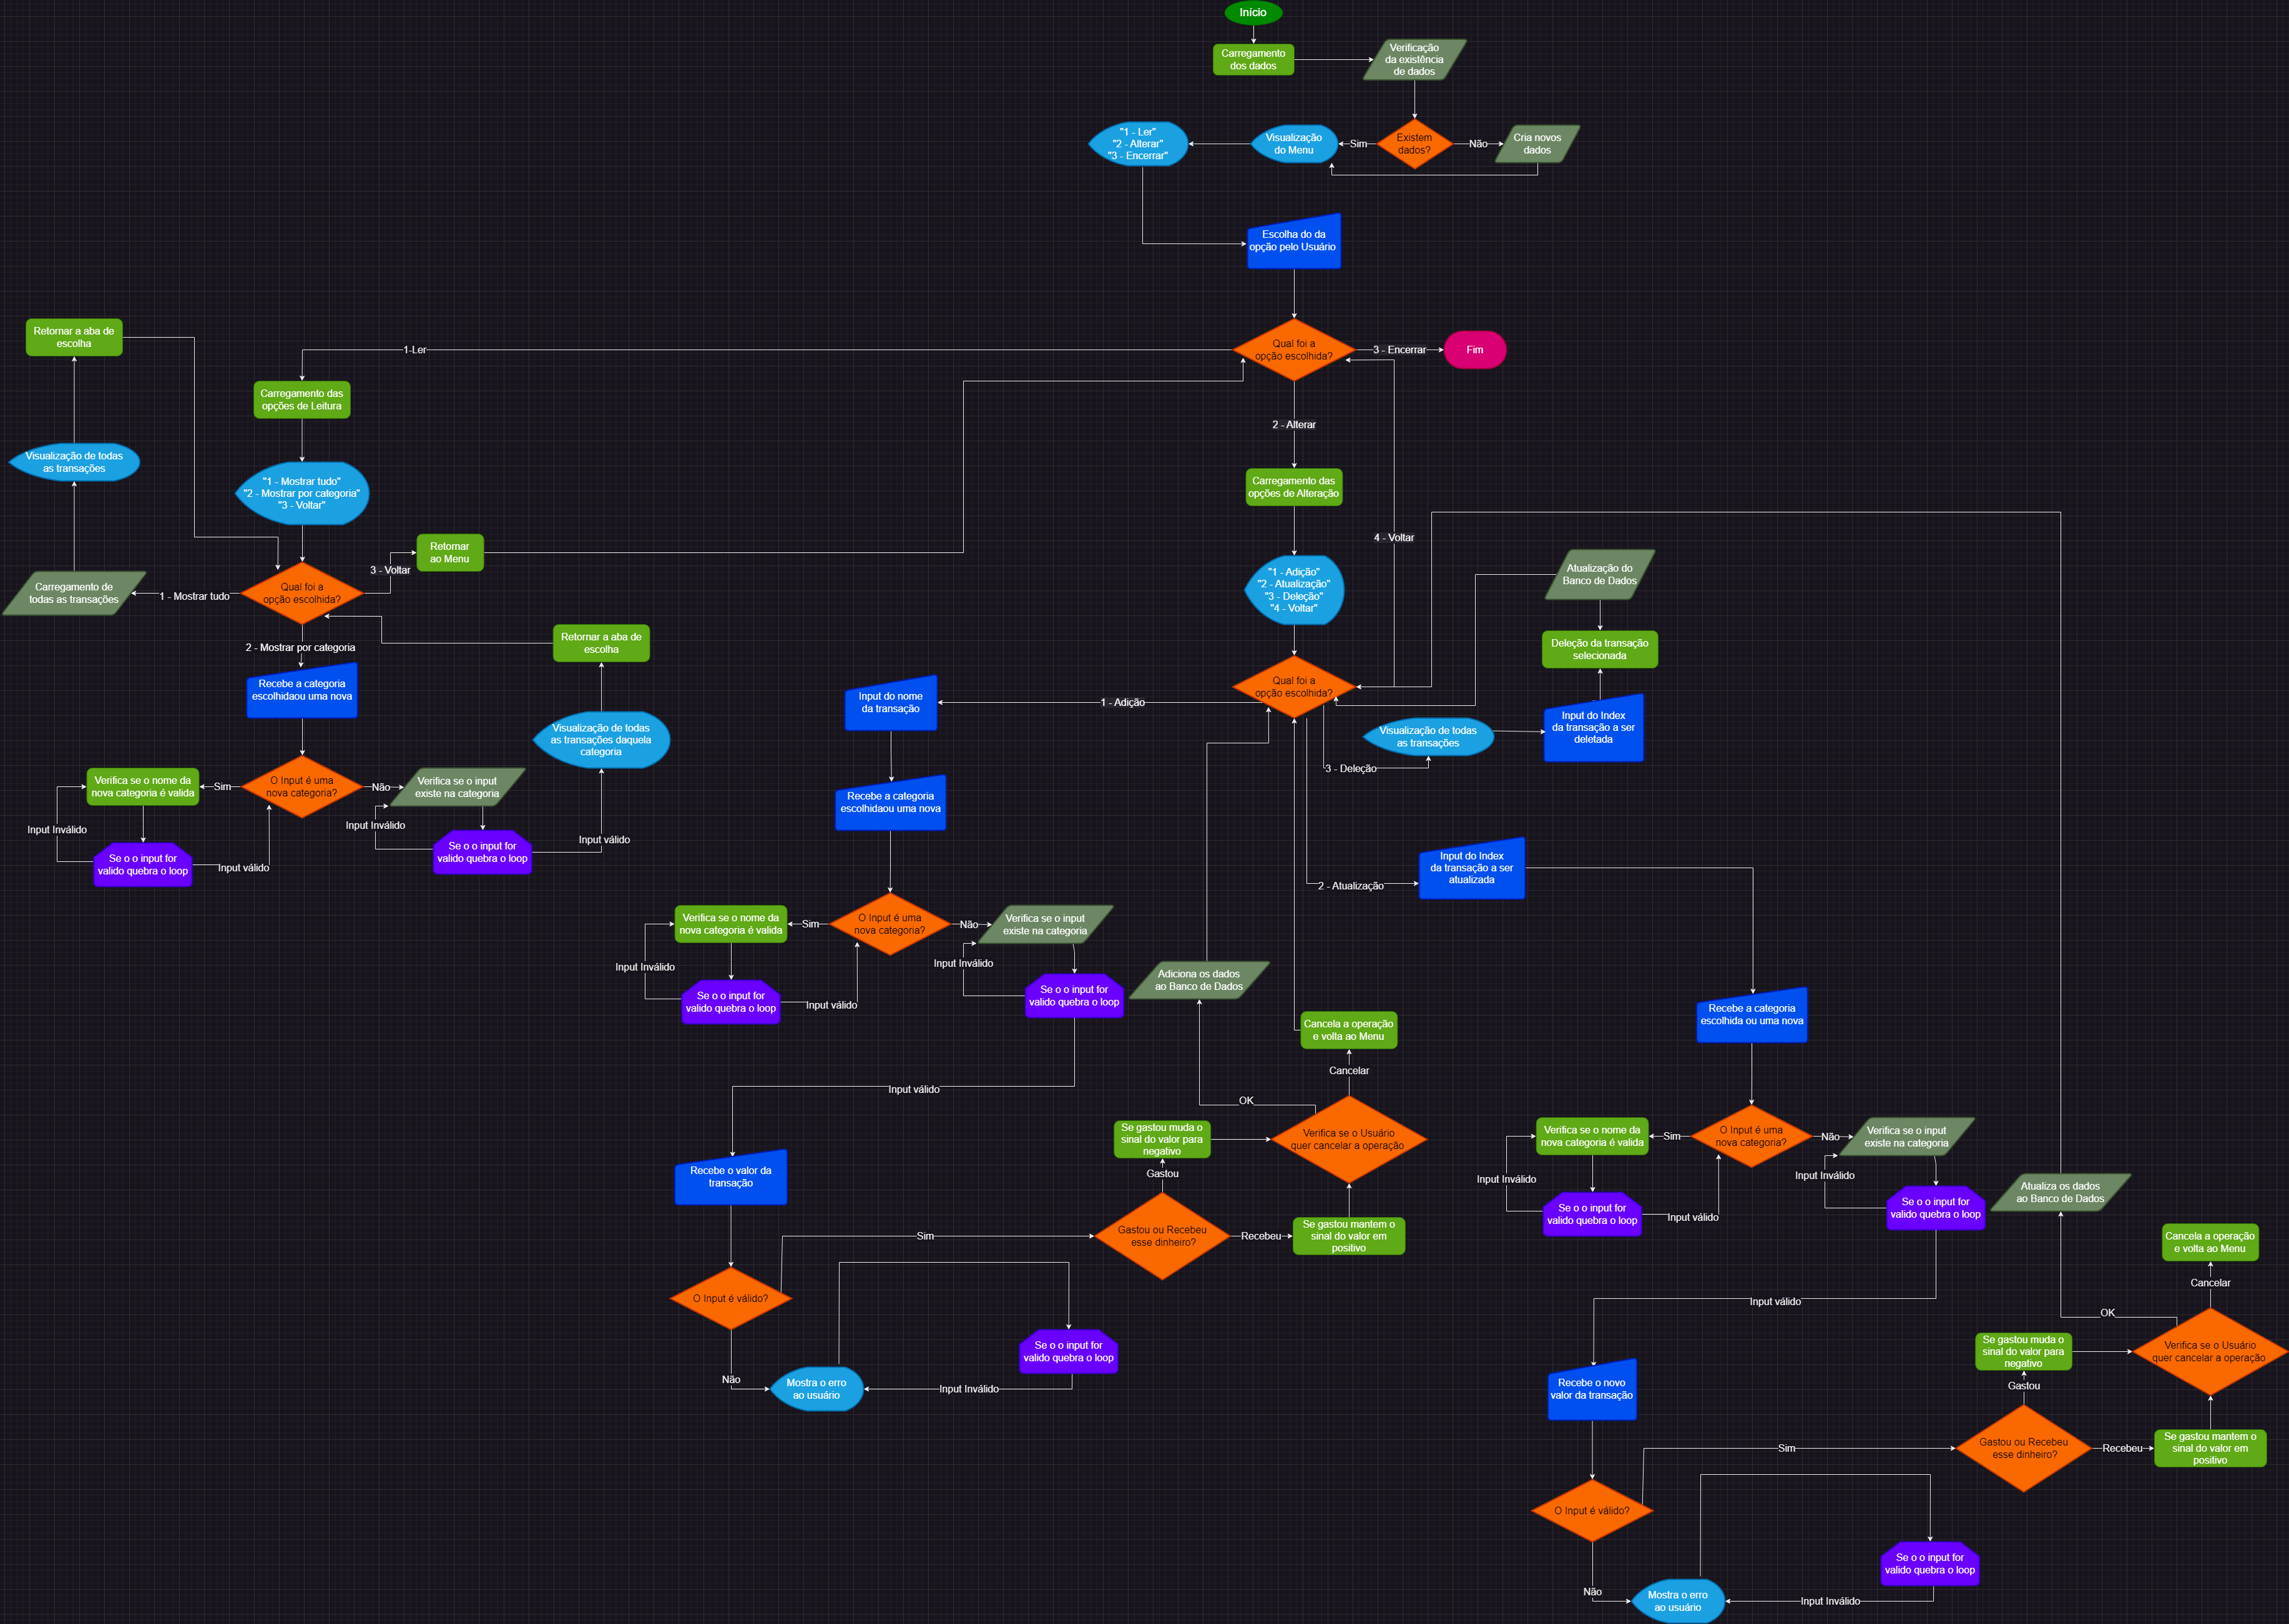 Início
Carregamento
dos dados
Verificação
da existência
de dados
Existem
dados?
Sim
Não
Cria novos
dados
Visualização
do Menu
"1 - Ler"
"2 - Alterar"
"3 - Encerrar"
Escolha do da
opção pelo Usuário
Qual foi a
opção escolhida?
3 - Encerrar
Fim
1-Ler
2 - Alterar
4 - Voltar
Retornar a aba de
escolha
Carregamento das
opções de Leitura
Visualização de todas
as transações
"1 - Mostrar tudo"
"2 - Mostrar por categoria"
"3 - Voltar"
Retornar
ao Menu
3 - Voltar
Carregamento de
todas as transações
1 - Mostrar tudo
Qual foi a
opção escolhida?
2 - Mostrar por categoria
Retornar a aba de
escolha
Recebe a categoria
escolhidaou uma nova
Visualização de todas
as transações daquela
categoria
Verifica se o nome da
nova categoria é valida
Sim
O Input é uma
nova categoria?
Não
Verifica se o input
existe na categoria
Input Inválido
Input Inválido
Input válido
Se o o input for
valido quebra o loop
Input válido
Se o o input for
valido quebra o loop
Carregamento das
opções de Alteração
"1 - Adição"
"2 - Atualização"
"3 - Deleção"
"4 - Voltar"
Atualização do
Banco de Dados
Deleção da transação
selecionada
Qual foi a
opção escolhida?
Input do nome
da transação
1 - Adição
Input do Index
da transação a ser
deletada
Visualização de todas
as transações
3 - Deleção
Recebe a categoria
escolhidaou uma nova
2 - Atualização
Input do Index
da transação a ser
atualizada
Verifica se o nome da
nova categoria é valida
Sim
O Input é uma
nova categoria?
Não
Verifica se o input
existe na categoria
Input Inválido
Input Inválido
Se o o input for
valido quebra o loop
Input válido
Se o o input for
valido quebra o loop
Adiciona os dados
ao Banco de Dados
Cancela a operação
e volta ao Menu
Recebe a categoria
escolhida ou uma nova
Cancelar
Input válido
OK
Se gastou muda o
sinal do valor para
negativo
Verifica se o Usuário
quer cancelar a operação
Gastou
Recebe o valor da
transação
Sim
Gastou ou Recebeu
esse dinheiro?
Recebeu
Se gastou mantem o
sinal do valor em
positivo
O Input é válido?
Se o o input for
valido quebra o loop
Não
Mostra o erro
ao usuário
Input Inválido
Verifica se o nome da
nova categoria é valida
Sim
O Input é uma
nova categoria?
Não
Verifica se o input
existe na categoria
Input Inválido
Input Inválido
Se o o input for
valido quebra o loop
Input válido
Se o o input for
valido quebra o loop
Atualiza os dados
ao Banco de Dados
Cancela a operação
e volta ao Menu
Cancelar
Input válido
OK
Se gastou muda o
sinal do valor para
negativo
Verifica se o Usuário
quer cancelar a operação
Gastou
Recebe o novo
valor da transação
Sim
Gastou ou Recebeu
esse dinheiro?
Recebeu
Se gastou mantem o
sinal do valor em
positivo
O Input é válido?
Se o o input for
valido quebra o loop
Não
Mostra o erro
ao usuário
Input Inválido